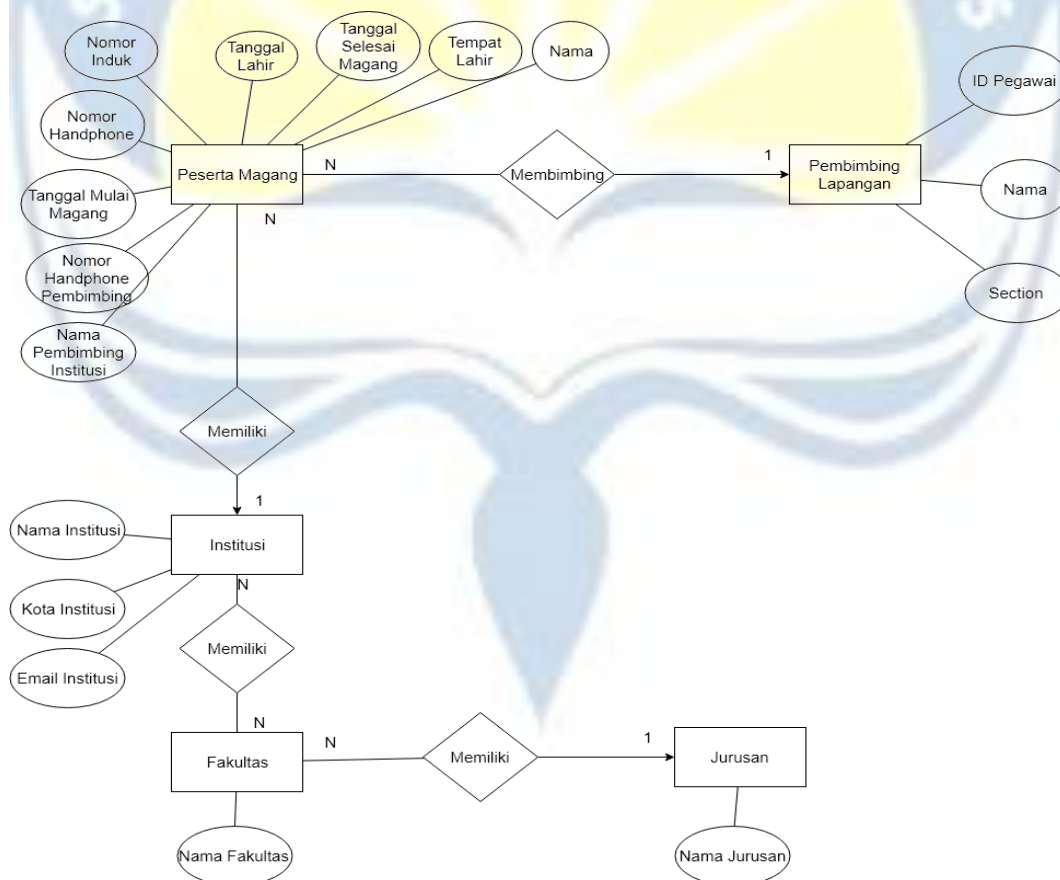 Nomor
Induk
Tanggal
Lahir
Tanggal
Selesai
Magang
Tempat
Lahir
Nama
ID Pegawai
Nomor
Handphone
Peserta Magang
N
Membimbing
1
Pembimbing
Lapangan
Nama
Tanggal Mulai
Magang
N
Nomor
Handphone
Pembimbing
Section
Nama
Pembimbing
Institusi
Memiliki
1
Nama Institusi
Institusi
N
Kota Institusi
Memiliki
Email Institusi
N
Fakultas
N
Memiliki
1
Jurusan
Nama Fakultas
Nama Jurusan